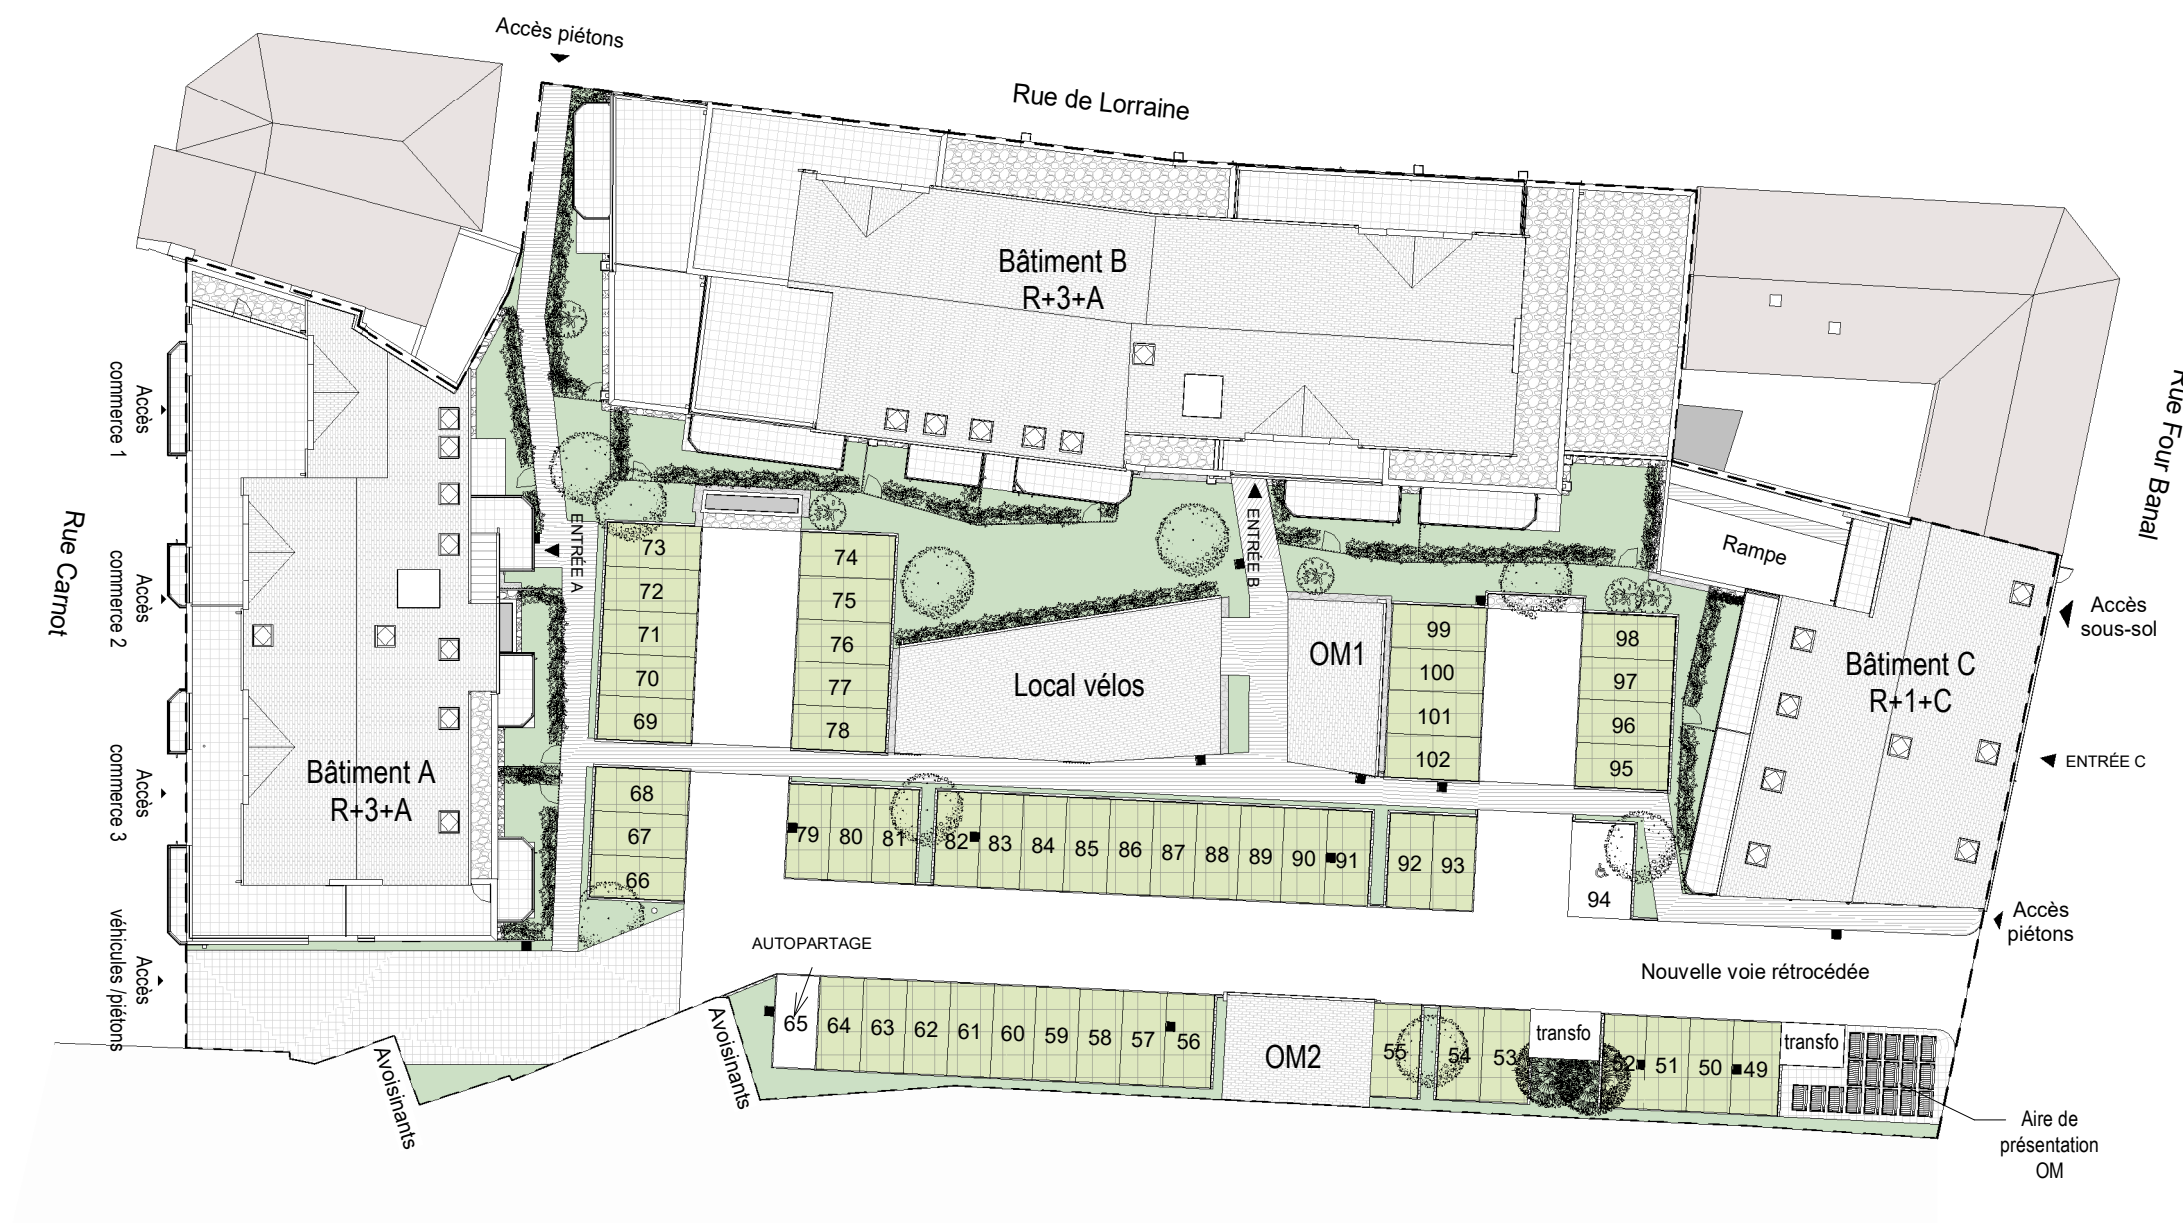 Accès piétons
Rue de Lorraine
Bâtiment B
R+3+A
Rue Four Banal
Accès
commerce 1
Rue Carnot
Accès
commerce 2
Accès
commerce 3
Accès
véhicules /piétons
ENTRÉE A
ENTRÉE B
Rampe
Accès
sous-sol
Bâtiment C
R+1+C
ENTRÉE C
Accès
piétons
Bâtiment A
R+3+A
73
72
71
70
69
68
67
66
74
75
76
77
78
Local vélos
OM1
99
100
101
102
98
97
96
95
79 80 81 82 83 84 85 86 87 88 89 90 91 92 93
94
AUTOPARTAGE
Nouvelle voie rétrocédée
65 64 63 62 61 60 59 58 57 56
OM2
55 54 53
transfo
52 51 50 49
transfo
Avoisinants
Avoisinants
Aire de
présentation
OM